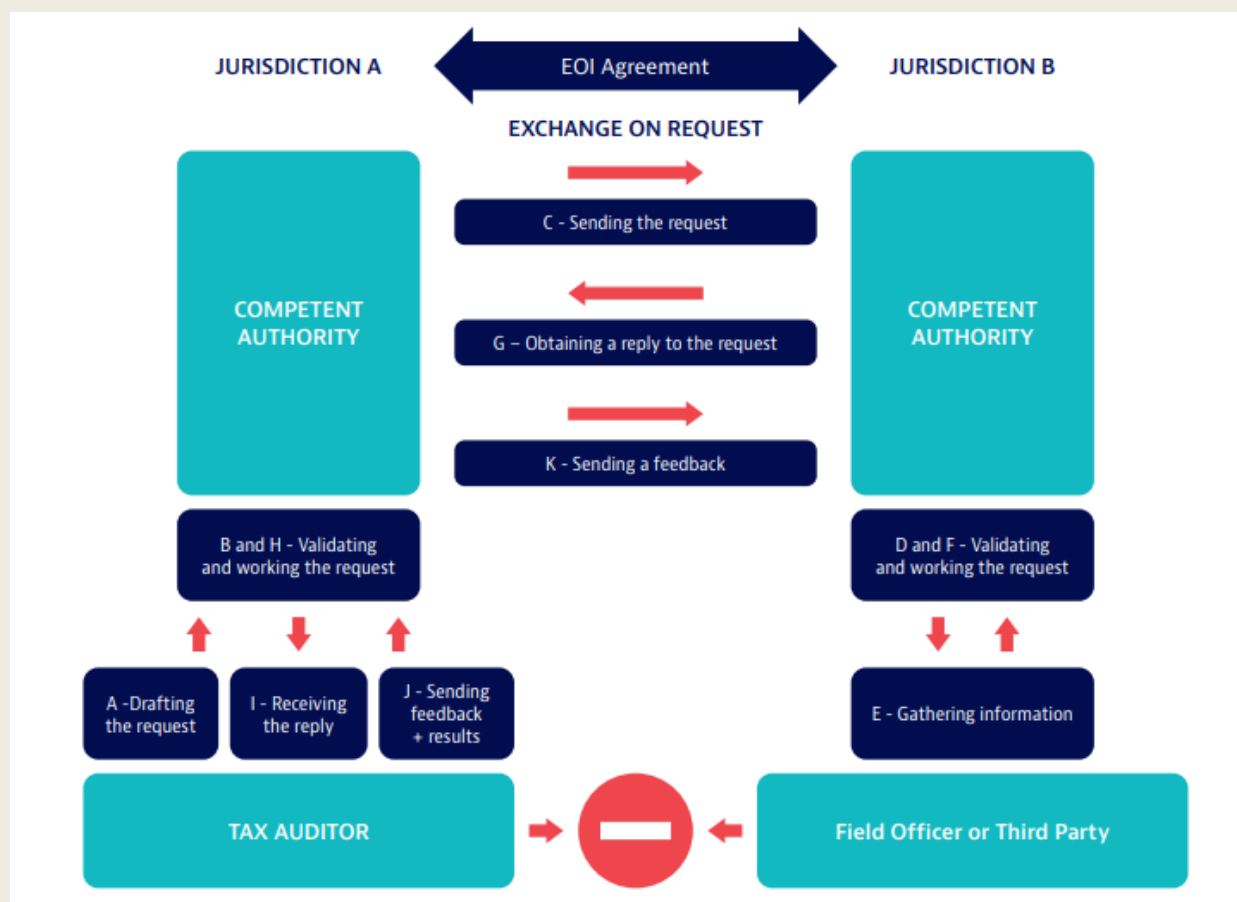 JURISDICTION A
EOI Agreement
JURISDICTION B
EXCHANGE ON REQUEST
COMPETENT
AUTHORITY
C - Sending the request
G – Obtaining a reply to the request
K - Sending a feedback
COMPETENT
AUTHORITY
B and H - Validating
and working the request
D and F - Validating
and working the request
A -Drafting
the request
I - Receiving
the reply
J - Sending
feedback
+ results
E - Gathering information
TAX AUDITOR
Field Officer or Third Party